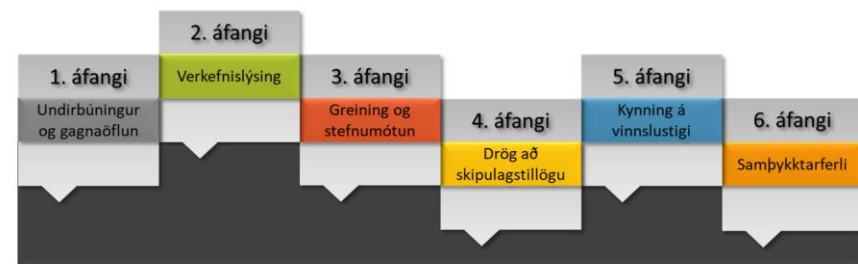 1. áfangi
Undirbúningur
og gagnaöflun
2. áfangi
Verkefnislýsing
3. áfangi
Greining og
stefnumótun
4. áfangi
Drög að
skipulagstillögu
5. áfangi
Kynning á
vinnslustigi
6. áfangi
Samþykktarferli